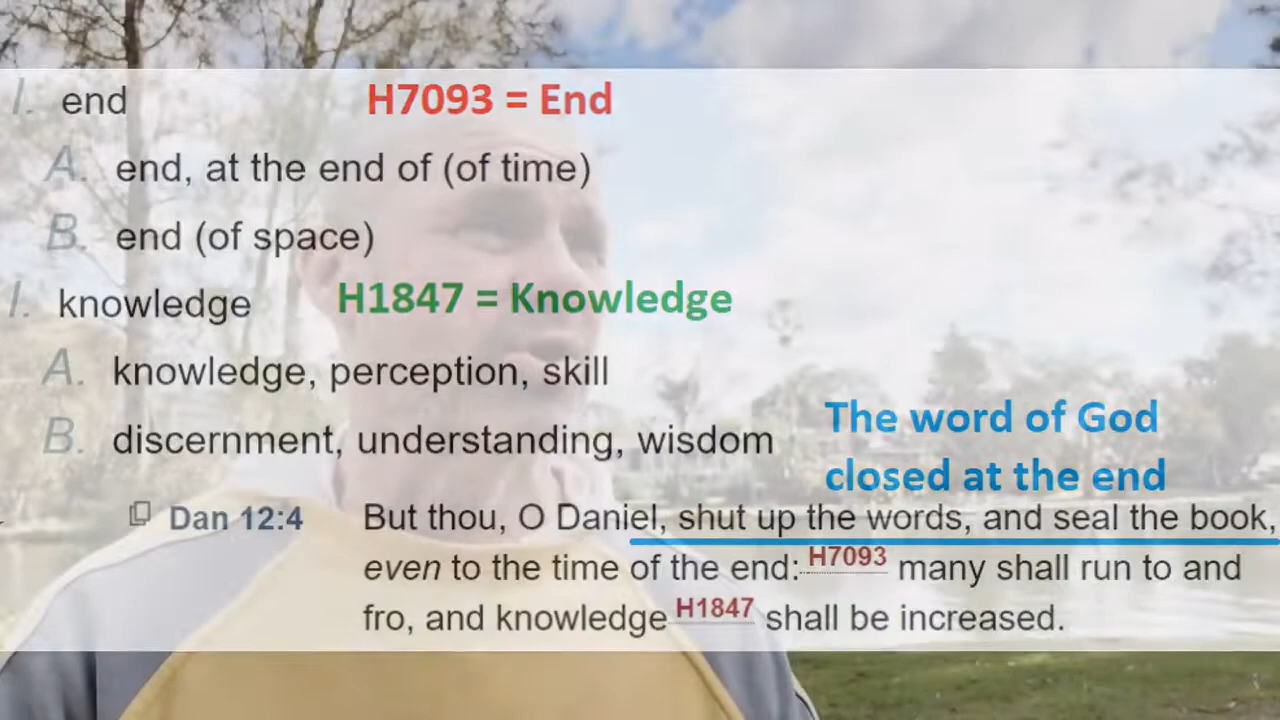 I. end H7093 = End
A. end, at the end of (of time)
B. end (of space)
I. knowledge H1847 = Knowledge
A. knowledge, perception, skill
B. discernment, understanding, wisdom
The word of God
closed at the end
Dan 12:4 But thou, O Daniel, shut up the words, and seal the book,
even to the time of the end: H7093 many shall run to and
fro, and knowledge H1847 shall be increased.